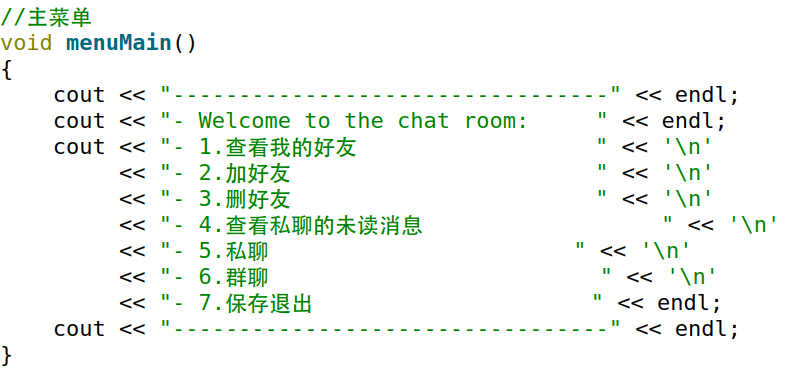 //主菜单
void menuMain()
{
    cout << "---------------------------------" << endl;
    cout << "- Welcome to the chat room:     " << endl;
    cout << "- 1.查看我的好友                  " << '\n'
         << "- 2.加好友                       " << '\n'
         << "- 3.删好友                       " << '\n'
         << "- 4.查看私聊的未读消息                  " << '\n'
         << "- 5.私聊                       " << '\n'
         << "- 6.群聊                         " << '\n'
         << "- 7.保存退出                     " << endl;
    cout << "---------------------------------" << endl;
}